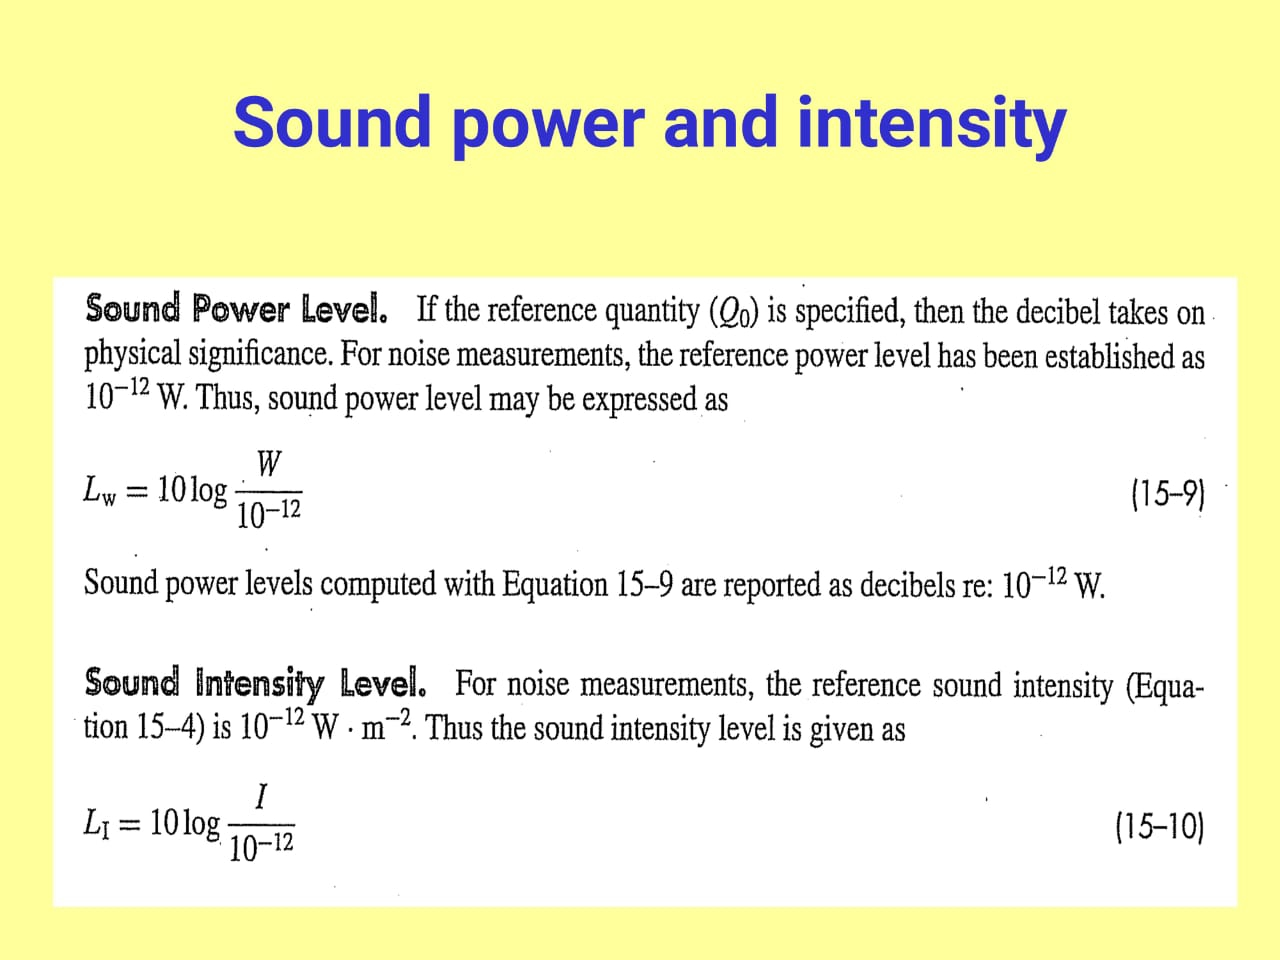 Sound power and intensity
Sound Power Level. If the reference quantity (Q₀) is specified, then the decibel takes on
physical significance. For noise measurements, the reference power level has been established as
10⁻¹² W. Thus, sound power level may be expressed as
L_w = 10 log W / 10⁻¹² (15–9)
Sound power levels computed with Equation 15–9 are reported as decibels re: 10⁻¹² W.
Sound Intensity Level. For noise measurements, the reference sound intensity (Equa-
tion 15–4) is 10⁻¹² W · m⁻². Thus the sound intensity level is given as
L_I = 10 log I / 10⁻¹² (15–10)